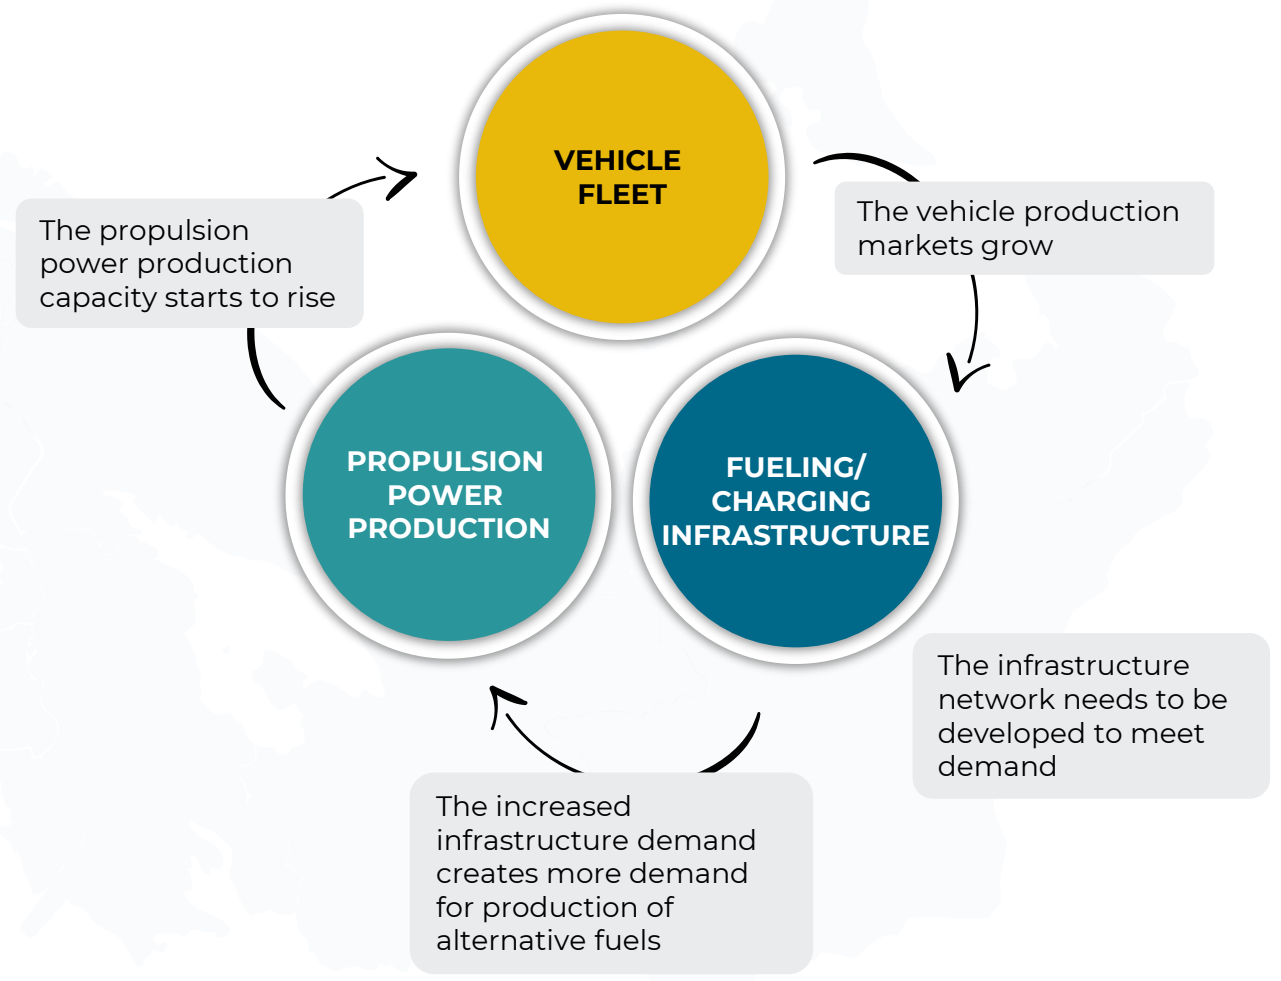 VEHICLE
FLEET
The vehicle production
markets grow
The propulsion
power production
capacity starts to rise
PROPULSION
POWER
PRODUCTION
FUELING/
CHARGING
INFRASTRUCTURE
The infrastructure
network needs to be
developed to meet
demand
The increased
infrastructure demand
creates more demand
for production of
alternative fuels